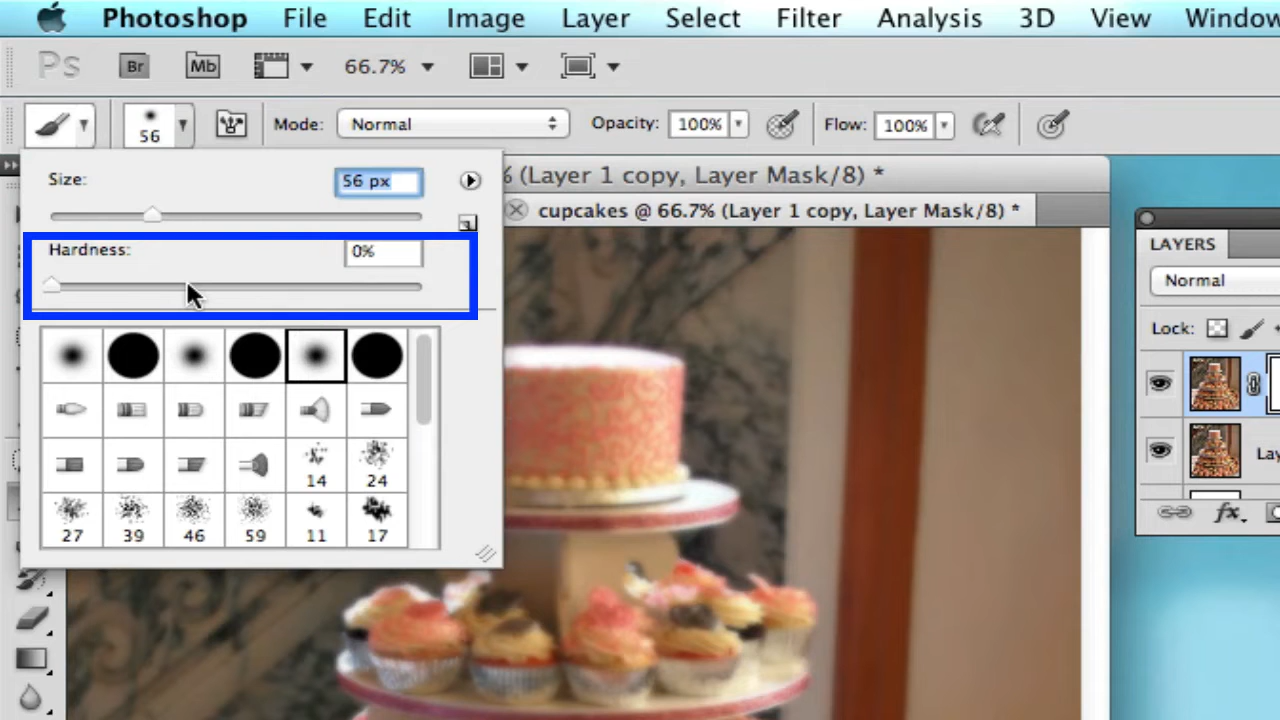 Photoshop File Edit Image Layer Select Filter Analysis 3D View Window
Ps Br Mb 66.7%
56 Mode: Normal Opacity: 100% Flow: 100%
% (Layer 1 copy, Layer Mask/8) *
cupcakes @ 66.7% (Layer 1 copy, Layer Mask/8) *
Size: 56 px
Hardness: 0%
14 24
27 39 46 59 11 17
LAYERS
Normal
Lock:
Lay
fx